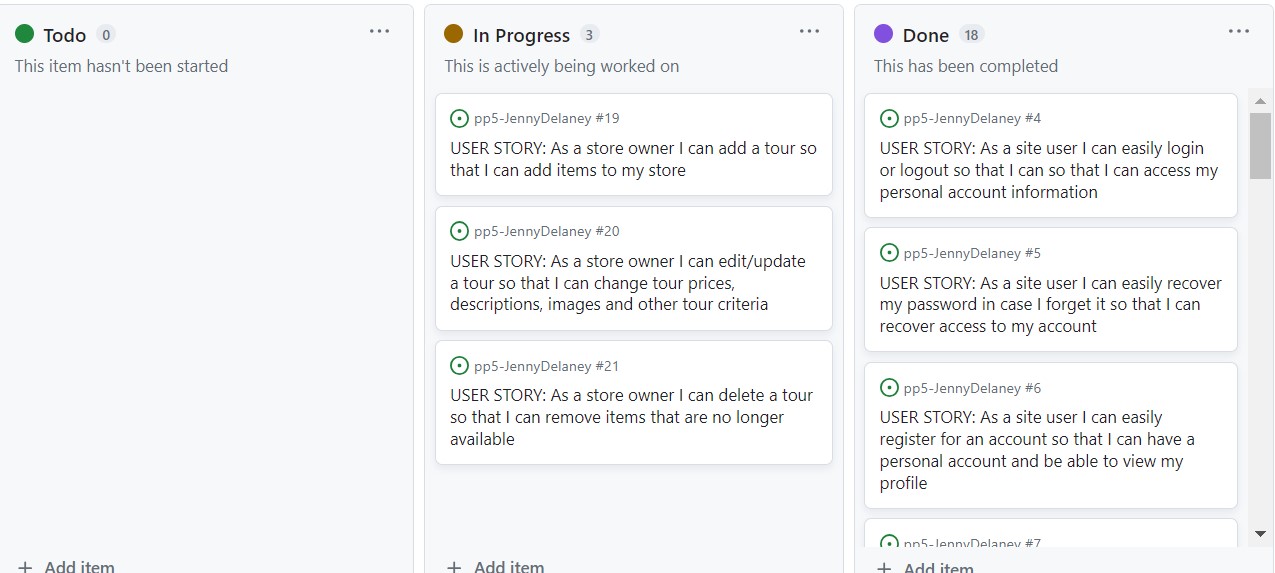 Todo 0
This item hasn't been started
+ Add item
In Progress 3
This is actively being worked on
pp5-JennyDelaney #19
USER STORY: As a store owner I can add a tour so
that I can add items to my store
pp5-JennyDelaney #20
USER STORY: As a store owner I can edit/update
a tour so that I can change tour prices,
descriptions, images and other tour criteria
pp5-JennyDelaney #21
USER STORY: As a store owner I can delete a tour
so that I can remove items that are no longer
available
+ Add item
Done 18
This has been completed
pp5-JennyDelaney #4
USER STORY: As a site user I can easily login
or logout so that I can so that I can access my
personal account information
pp5-JennyDelaney #5
USER STORY: As a site user I can easily recover
my password in case I forget it so that I can
recover access to my account
pp5-JennyDelaney #6
USER STORY: As a site user I can easily
register for an account so that I can have a
personal account and be able to view my
profile
pp5-JennyDelaney #7
+ Add item